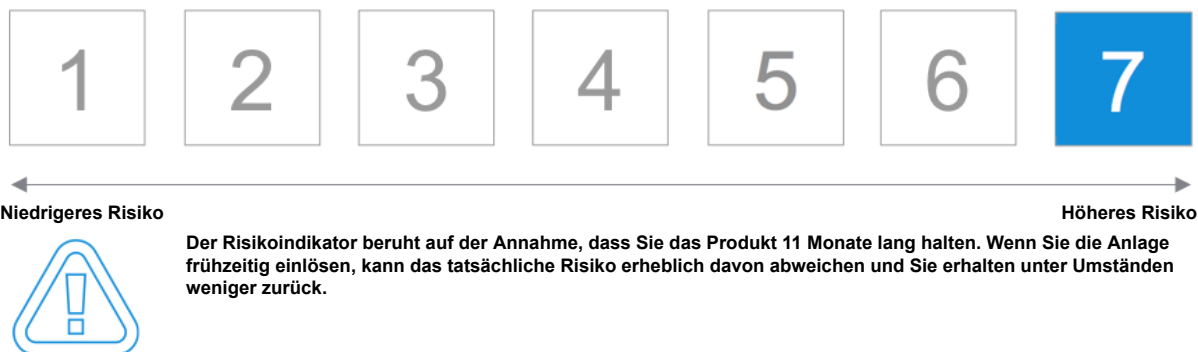 1 2 3 4 5 6 7
Niedrigeres Risiko Höheres Risiko
Der Risikoindikator beruht auf der Annahme, dass Sie das Produkt 11 Monate lang halten. Wenn Sie die Anlage
frühzeitig einlösen, kann das tatsächliche Risiko erheblich davon abweichen und Sie erhalten unter Umständen
weniger zurück.